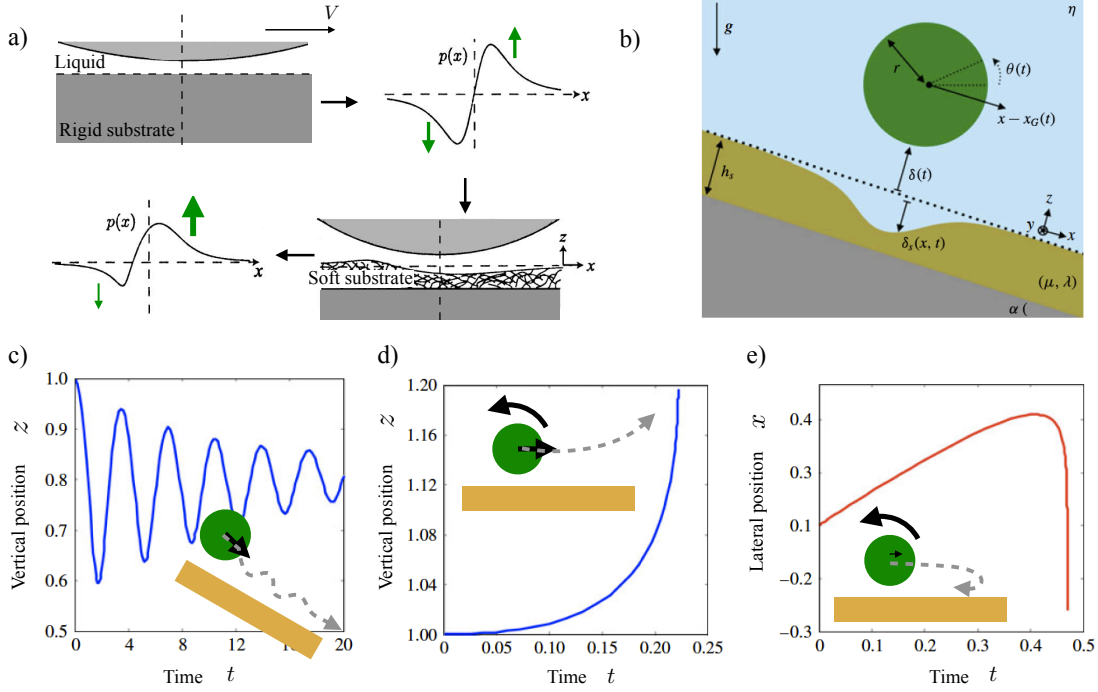 a)
V
Liquid
Rigid substrate
p(x)
x
p(x)
x
Soft substrate
z
x
b)
g
η
r
θ(t)
x − x_G(t)
h_s
δ(t)
δ_s(x, t)
z
y
x
(μ, λ)
α (
c)
Vertical position z
1.0
0.9
0.8
0.7
0.6
0.5
0
4
8
12
16
20
Time t
d)
Vertical position z
1.20
1.16
1.12
1.08
1.04
1.00
0.00
0.05
0.10
0.15
0.20
0.25
Time t
e)
Lateral position x
0.4
0.3
0.1
−0.2
−0.3
0
0.1
0.2
0.3
0.4
0.5
Time t